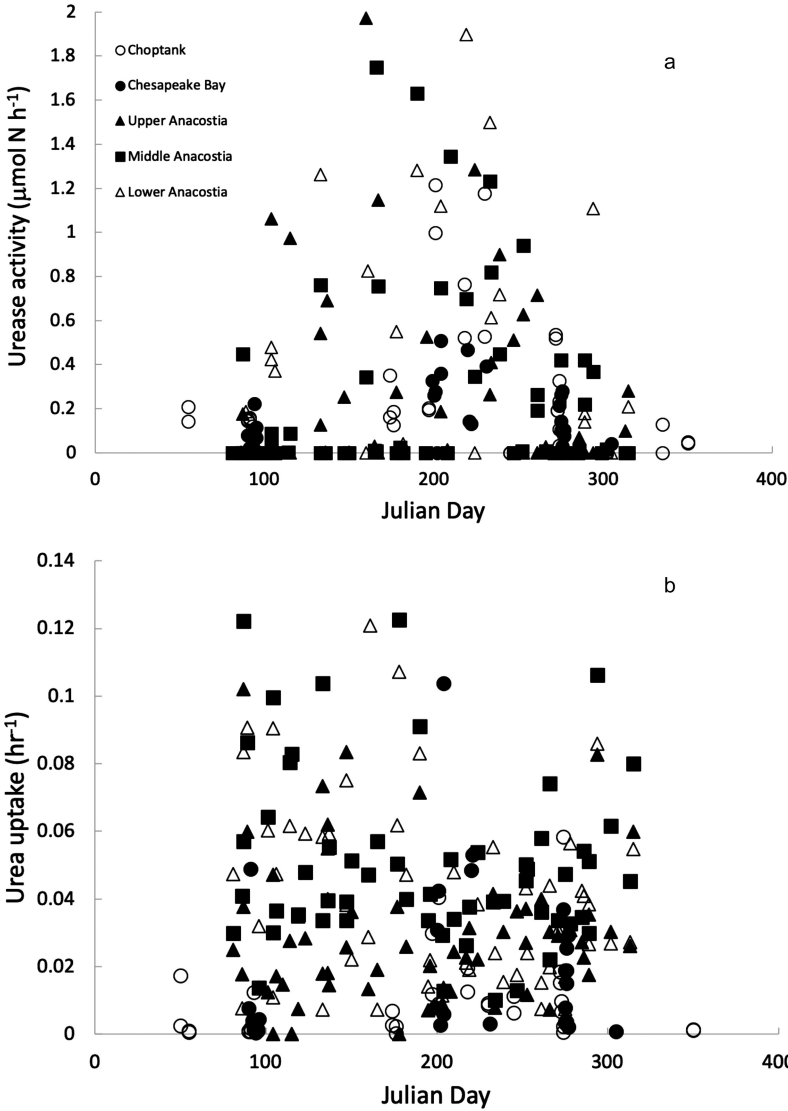 a
2
1.8
1.6
1.4
1.2
1
0.8
0.6
0.4
0.2
0
Urease activity (μmol N h-1)
Choptank
Chesapeake Bay
Upper Anacostia
Middle Anacostia
Lower Anacostia
0 100 200 300 400
Julian Day
b
0.14
0.12
0.1
0.08
0.06
0.04
0.02
0
Urea uptake (hr-1)
0 100 200 300 400
Julian Day